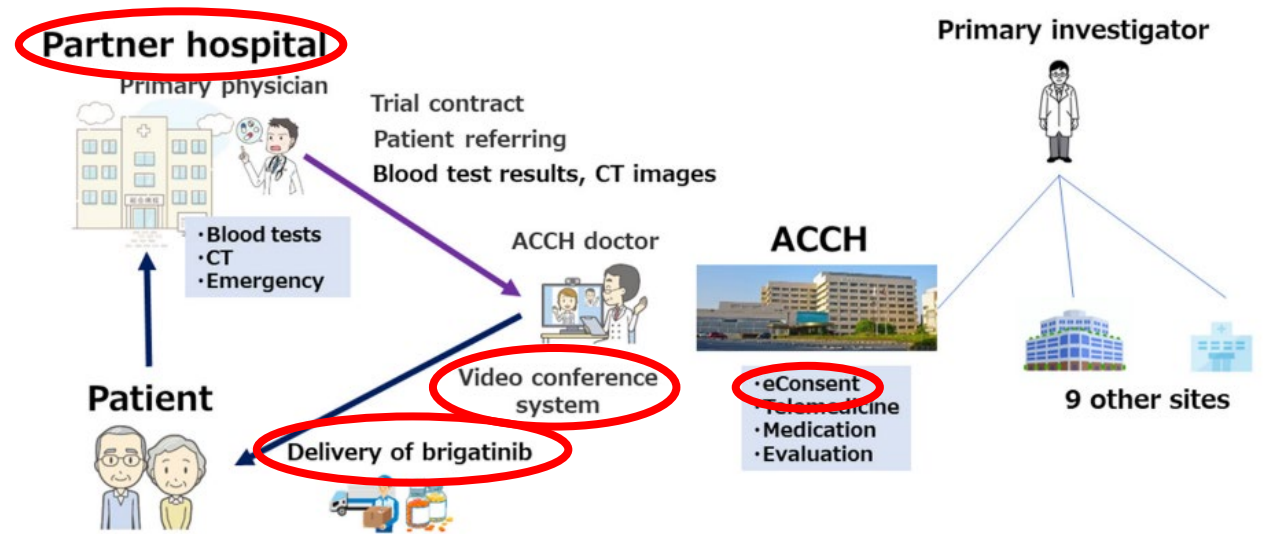 Partner hospital
Primary physician
Trial contract
Patient referring
Blood test results, CT images
・Blood tests
・CT
・Emergency
Patient
ACCH doctor
Video conference
system
Delivery of brigatinib
ACCH
・eConsent
・Telemedicine
・Medication
・Evaluation
Primary investigator
9 other sites